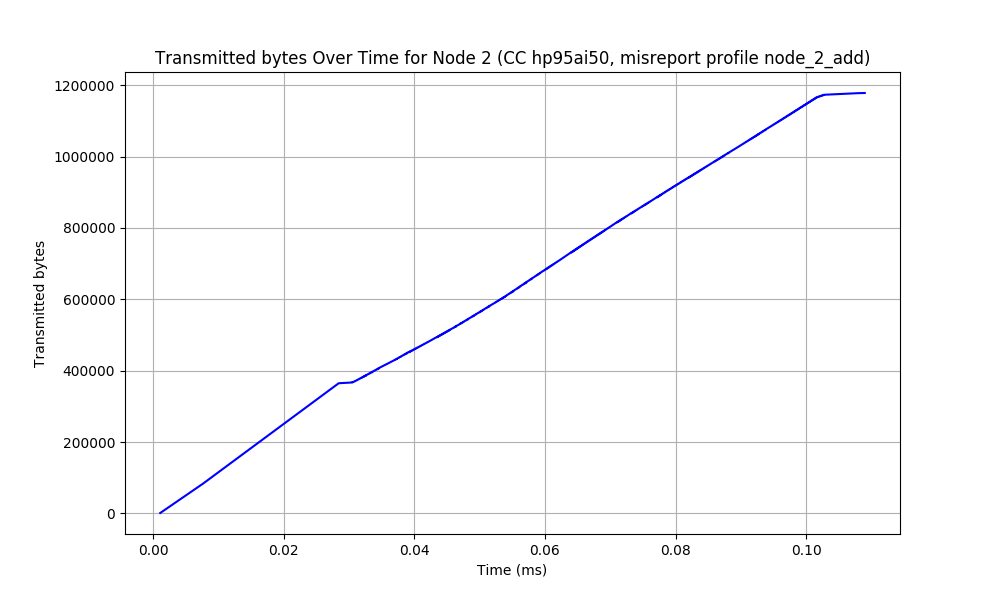 Transmitted bytes Over Time for Node 2 (CC hp95ai50, misreport profile node_2_add)
1200000
1000000
800000
600000
400000
200000
0
Transmitted bytes
0.00 0.02 0.04 0.06 0.08 0.10
Time (ms)